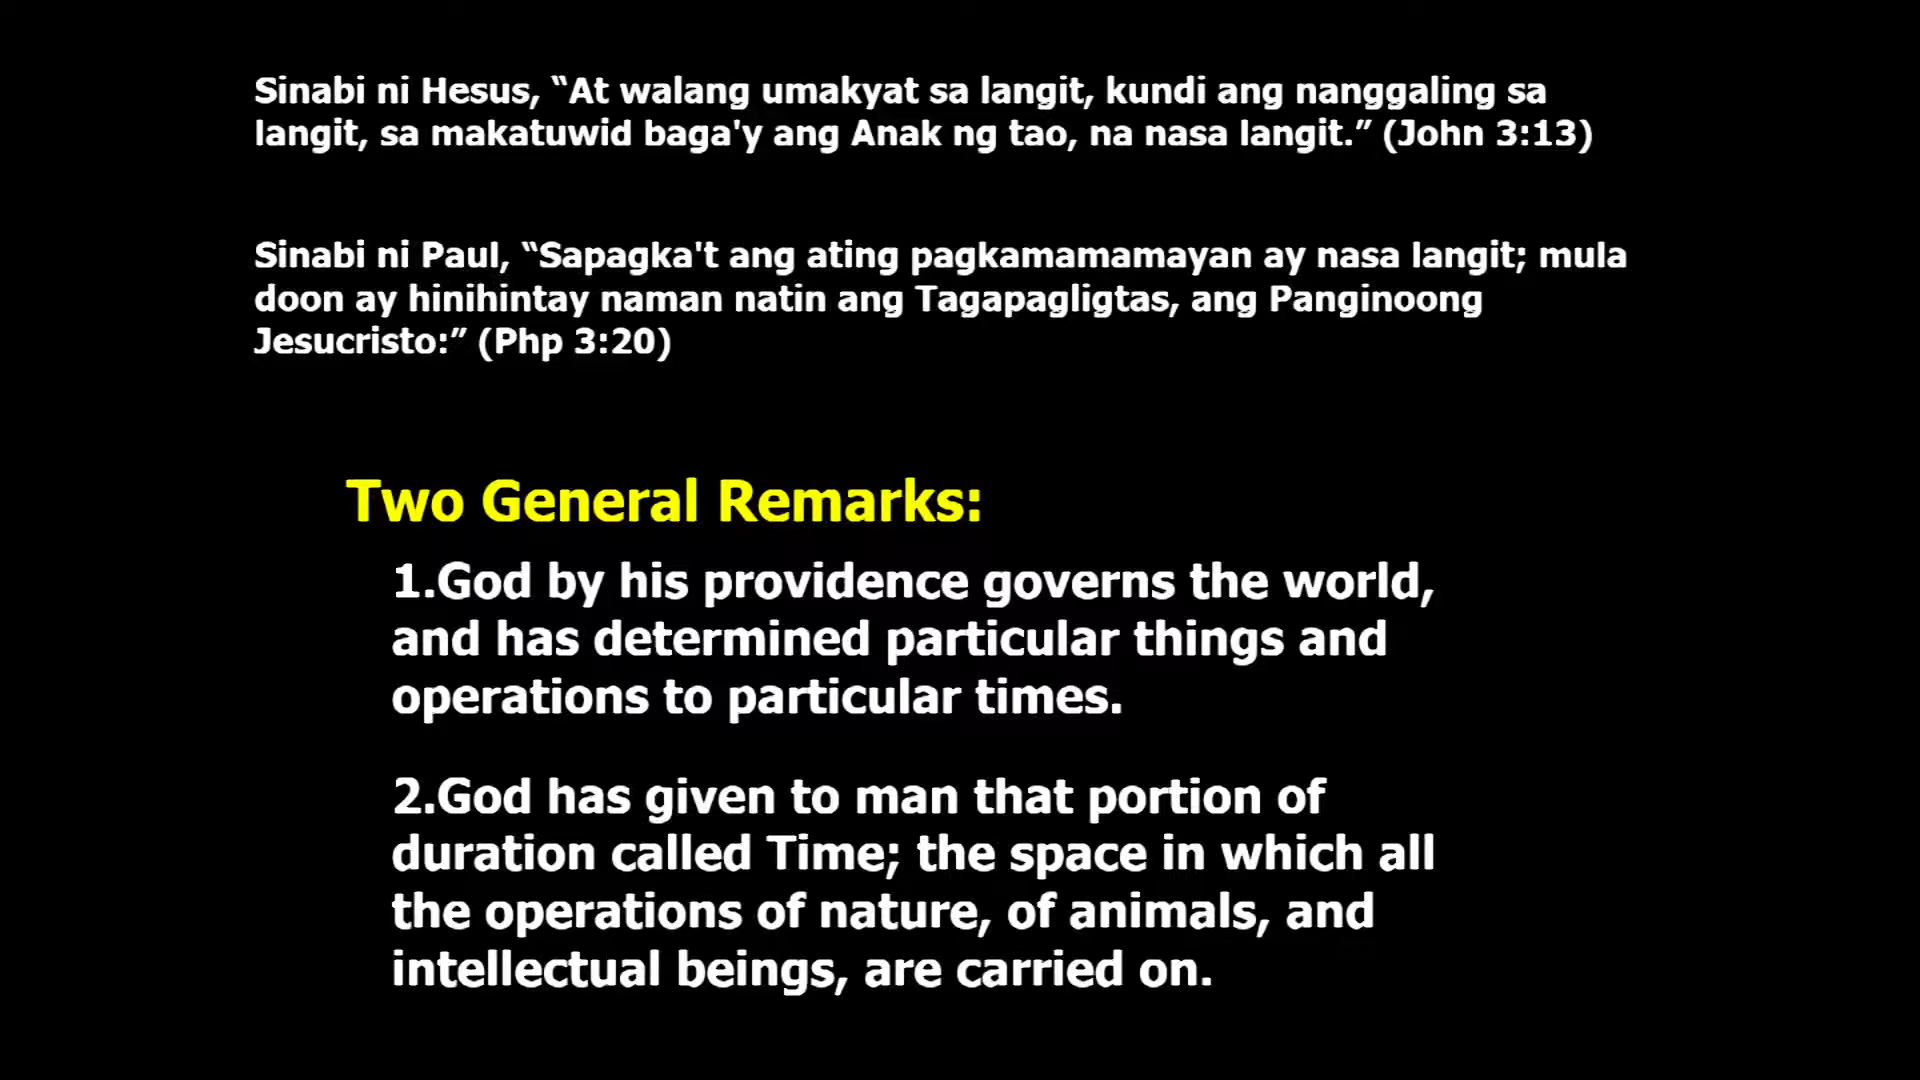 Sinabi ni Hesus, “At walang umakyat sa langit, kundi ang nanggaling sa
langit, sa makatuwid baga'y ang Anak ng tao, na nasa langit.” (John 3:13)
Sinabi ni Paul, “Sapagka't ang ating pagkamamamayan ay nasa langit; mula
doon ay hinihintay naman natin ang Tagapagligtas, ang Panginoong
Jesucristo:” (Php 3:20)
Two General Remarks:
1.God by his providence governs the world,
and has determined particular things and
operations to particular times.
2.God has given to man that portion of
duration called Time; the space in which all
the operations of nature, of animals, and
intellectual beings, are carried on.